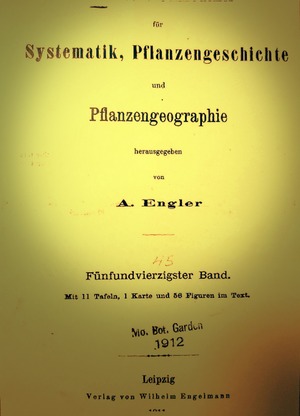 für
Systematik, Pflanzengeschichte
und
Pflanzengeographie
herausgegeben
von
A. Engler
45
Fünfundvierzigster Band.
Mit 11 Tafeln, 1 Karte und 56 Figuren im Text.
Mo. Bot. Garden
1912
Leipzig
Verlag von Wilhelm Engelmann